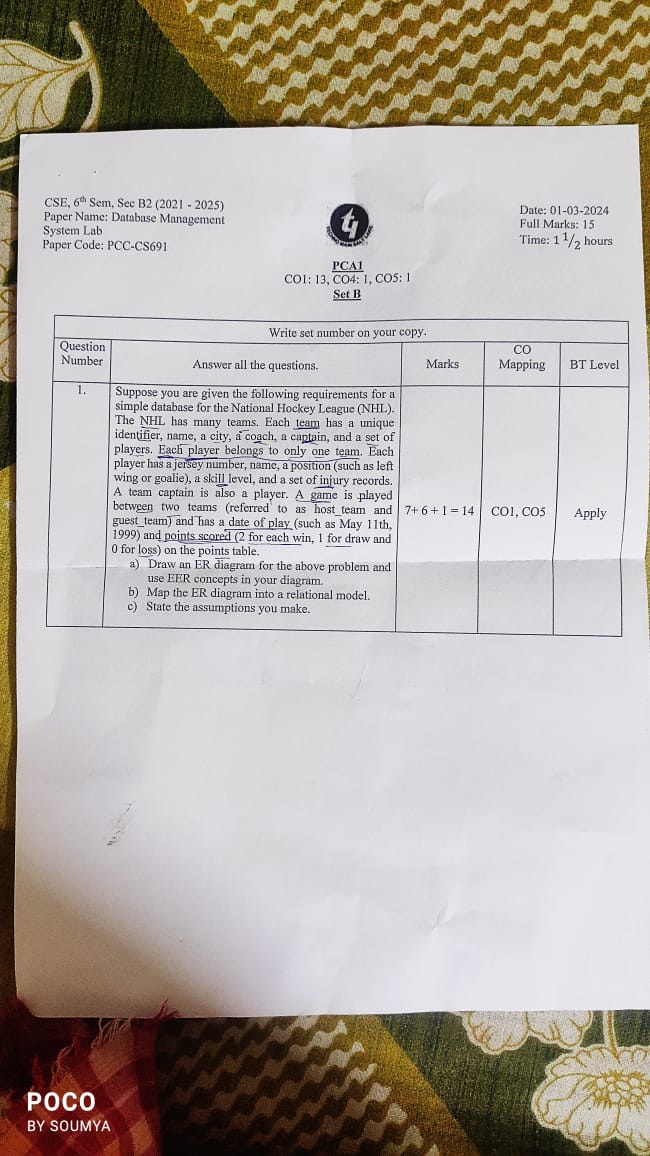 CSE, 6th Sem, Sec B2 (2021 - 2025)
Paper Name: Database Management
System Lab
Paper Code: PCC-CS691
Date: 01-03-2024
Full Marks: 15
Time: 1 1/2 hours
PCA1
CO1: 13, CO4: 1, CO5: 1
Set B
Write set number on your copy.
Question
Number
Answer all the questions.
Marks
CO
Mapping
BT Level
1.
Suppose you are given the following requirements for a
simple database for the National Hockey League (NHL).
The NHL has many teams. Each team has a unique
identifier, name, a city, a coach, a captain, and a set of
players. Each player belongs to only one team. Each
player has a jersey number, name, a position (such as left
wing or goalie), a skill level, and a set of injury records.
A team captain is also a player. A game is played
between two teams (referred to as host_team and
guest_team) and has a date of play (such as May 11th,
1999) and points scored (2 for each win, 1 for draw and
0 for loss) on the points table.
a) Draw an ER diagram for the above problem and
use EER concepts in your diagram.
b) Map the ER diagram into a relational model.
c) State the assumptions you make.
7+ 6 + 1 = 14
CO1, CO5
Apply
POCO
BY SOUMYA